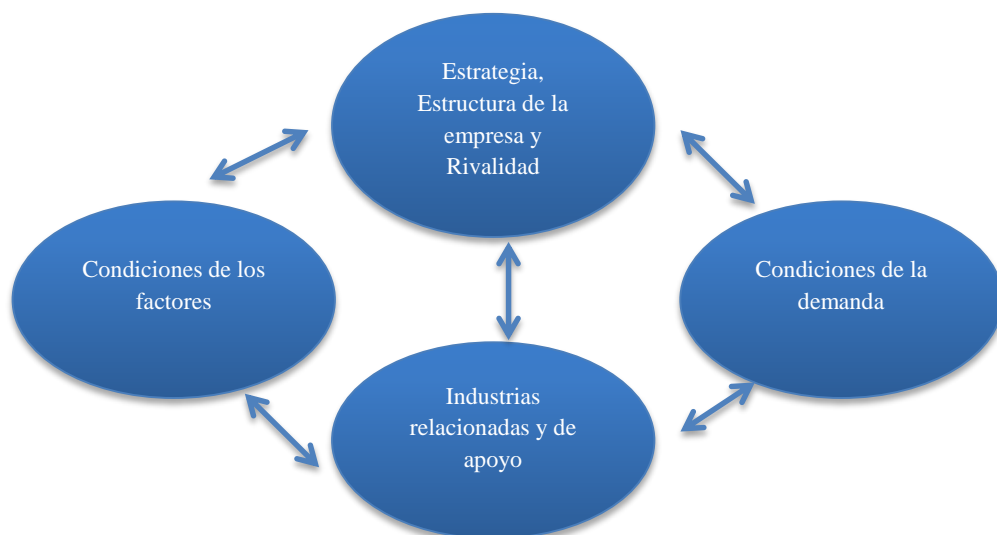 Estrategia,
Estructura de la
empresa y
Rivalidad
Condiciones de los
factores
Condiciones de la
demanda
Industrias
relacionadas y de
apoyo